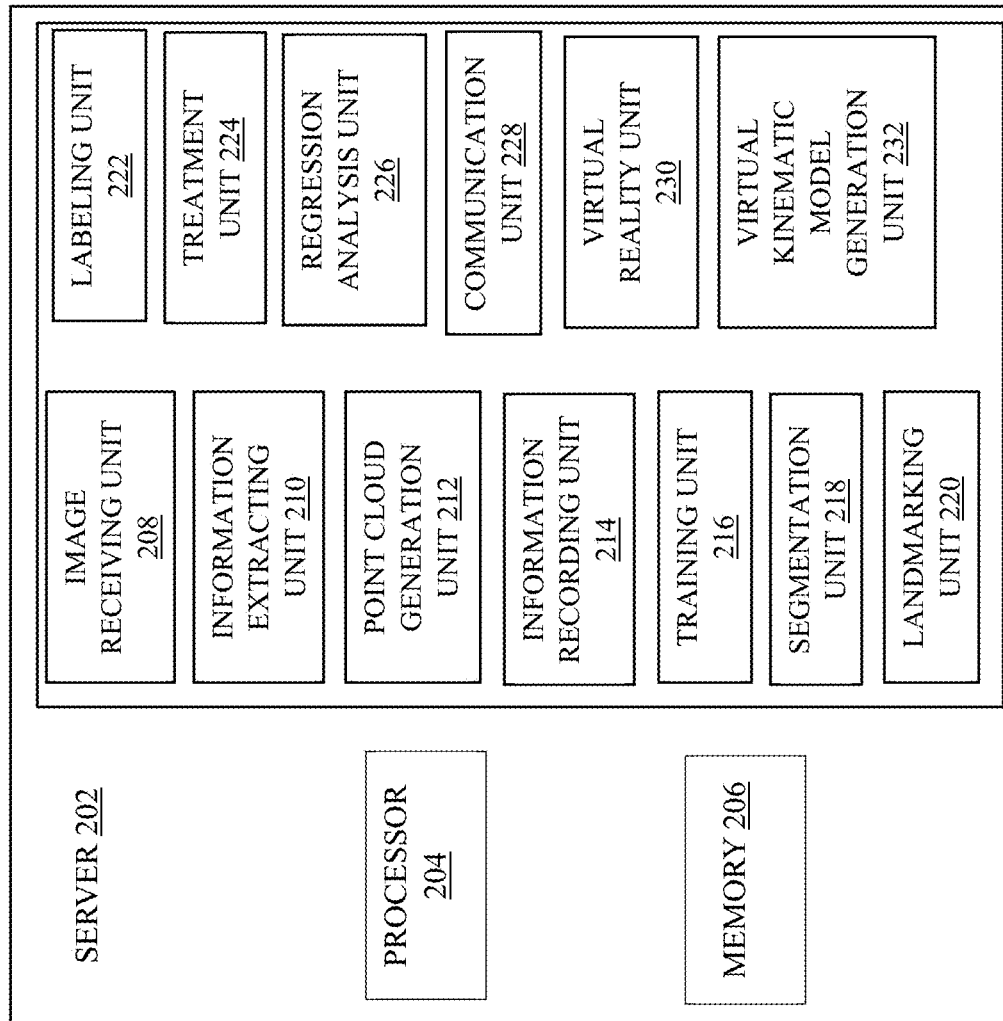 SERVER 202
PROCESSOR
204
MEMORY 206
IMAGE
RECEIVING UNIT
208
INFORMATION
EXTRACTING
UNIT 210
POINT CLOUD
GENERATION
UNIT 212
INFORMATION
RECORDING UNIT
214
TRAINING UNIT
216
SEGMENTATION
UNIT 218
LANDMARKING
UNIT 220
LABELING UNIT
222
TREATMENT
UNIT 224
REGRESSION
ANALYSIS UNIT
226
COMMUNICATION
UNIT 228
VIRTUAL
REALITY UNIT
230
VIRTUAL
KINEMATIC
MODEL
GENERATION
UNIT 232